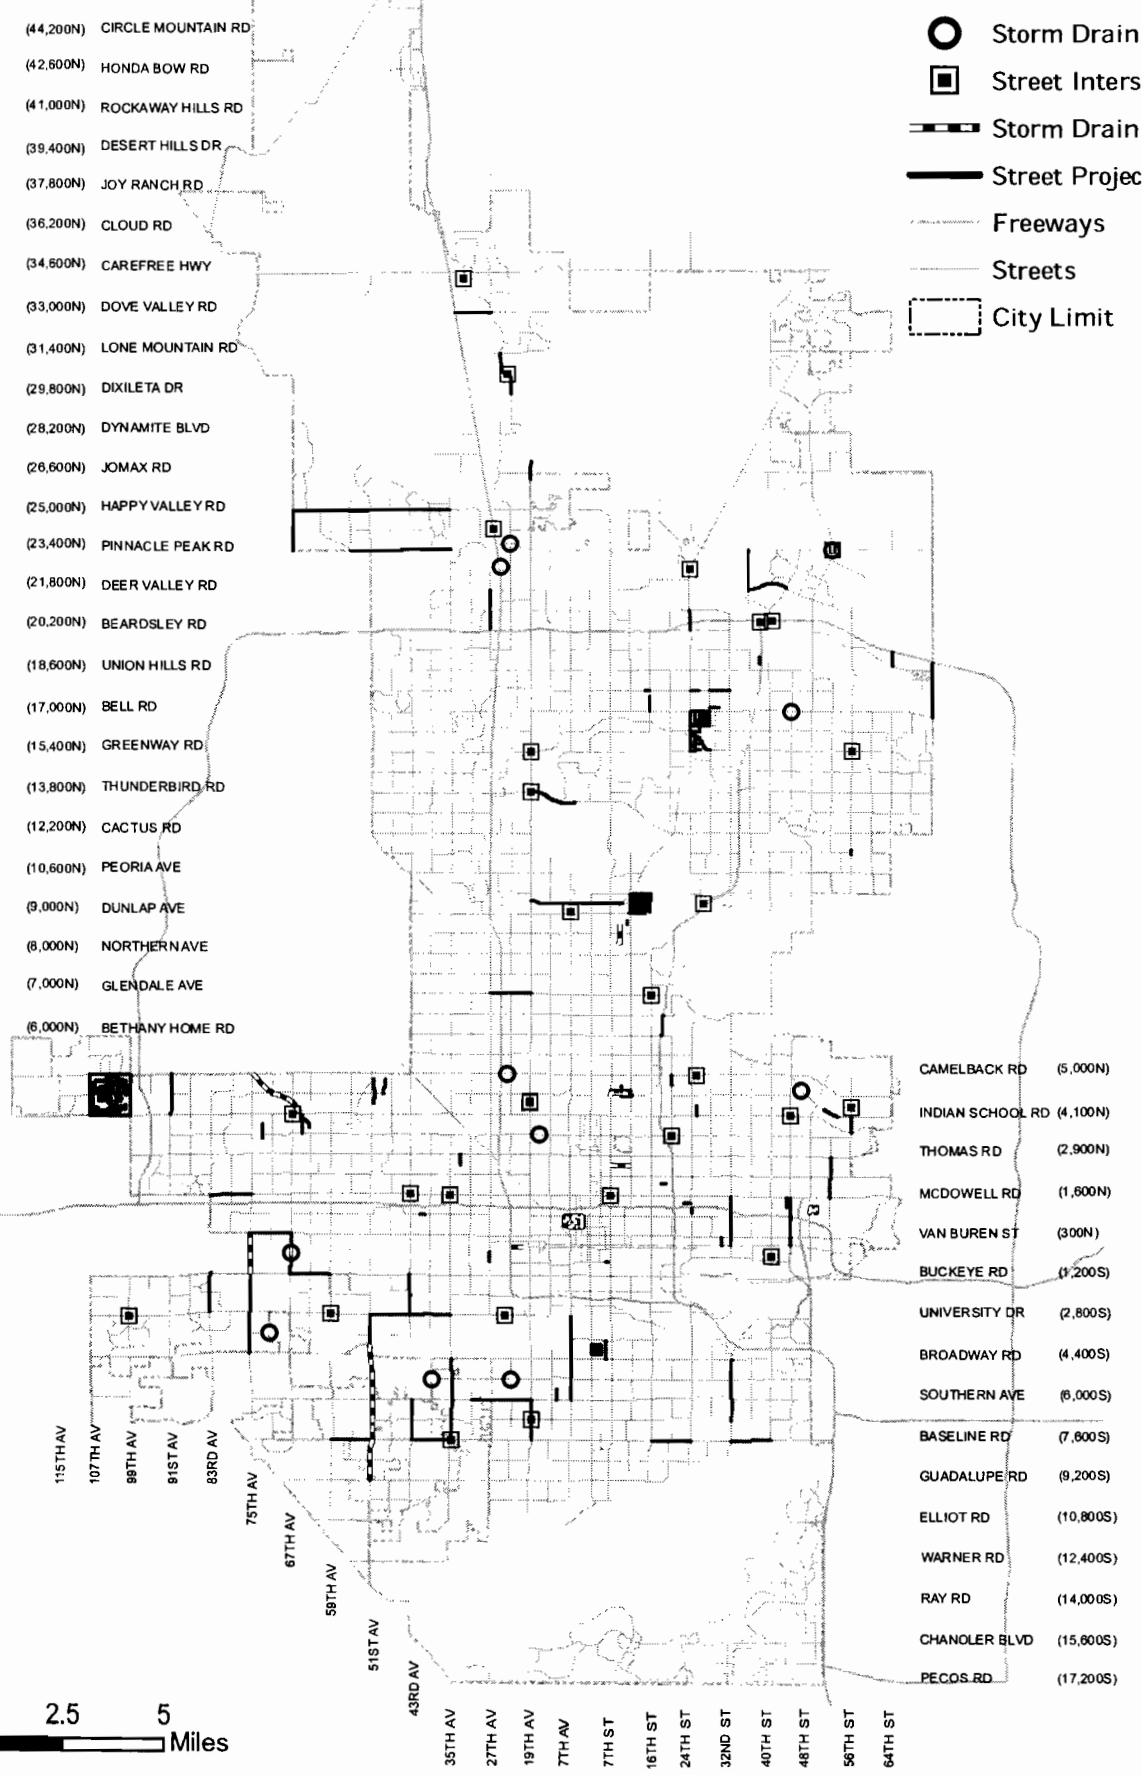 (44,200N) CIRCLE MOUNTAIN RD
(42,600N) HONDA BOW RD
(41,000N) ROCKAWAY HILLS RD
(39,400N) DESERT HILLS DR
(37,800N) JOY RANCH RD
(36,200N) CLOUD RD
(34,600N) CAREFREE HWY
(33,000N) DOVE VALLEY RD
(31,400N) LONE MOUNTAIN RD
(29,800N) DIXILETA DR
(28,200N) DYNAMITE BLVD
(26,600N) JOMAX RD
(25,000N) HAPPY VALLEY RD
(23,400N) PINNACLE PEAK RD
(21,800N) DEER VALLEY RD
(20,200N) BEARDSLEY RD
(18,600N) UNION HILLS RD
(17,000N) BELL RD
(15,400N) GREENWAY RD
(13,800N) THUNDERBIRD RD
(12,200N) CACTUS RD
(10,600N) PEORIA AVE
(9,000N) DUNLAP AVE
(8,000N) NORTHERN AVE
(7,000N) GLENDALE AVE
(6,000N) BETHANY HOME RD
Storm Drain
Street Inters
Storm Drain
Street Projec
Freeways
Streets
City Limit
CAMELBACK RD (5,000N)
INDIAN SCHOOL RD (4,100N)
THOMAS RD (2,900N)
MCDOWELL RD (1,600N)
VAN BUREN ST (300N)
BUCKEYE RD (1,200S)
UNIVERSITY DR (2,800S)
BROADWAY RD (4,400S)
SOUTHERN AVE (6,000S)
BASELINE RD (7,600S)
GUADALUPE RD (9,200S)
ELLIOT RD (10,800S)
WARNER RD (12,400S)
RAY RD (14,000S)
CHANDLER BLVD (15,600S)
PECOS RD (17,200S)
115TH AV
107TH AV
99TH AV
91ST AV
83RD AV
75TH AV
67TH AV
59TH AV
51ST AV
43RD AV
35TH AV
27TH AV
19TH AV
7TH AV
7TH ST
16TH ST
24TH ST
32ND ST
40TH ST
48TH ST
56TH ST
64TH ST
2.5 5
Miles